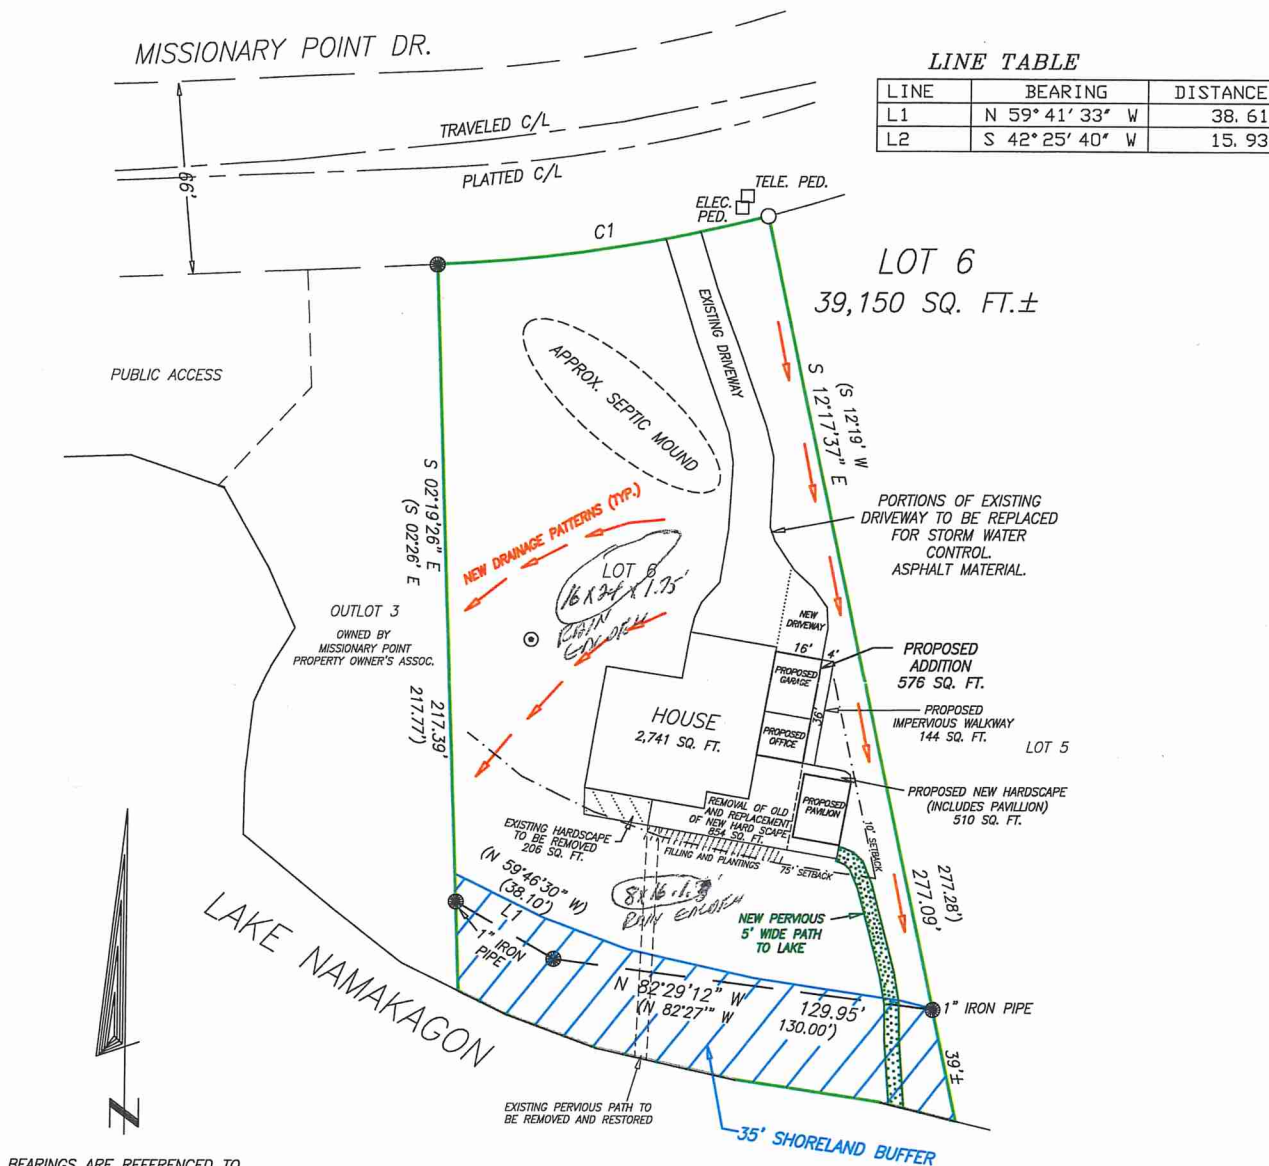 MISSIONARY POINT DR.
LINE TABLE
LINE BEARING DISTANCE
L1 N 59°41'33" W 38.61
L2 S 42°25'40" W 15.93
TRAVELED C/L
PLATTED C/L
66'
TELE. PED.
ELEC.
PED.
C1
LOT 6
39,150 SQ. FT.±
EXISTING DRIVEWAY
APPROX. SEPTIC MOUND
PUBLIC ACCESS
(S 12°19' W
S 12°17'37" E
S 02°19'26" E
(S 02°26' E
PORTIONS OF EXISTING
DRIVEWAY TO BE REPLACED
FOR STORM WATER
CONTROL.
ASPHALT MATERIAL.
NEW DRAINAGE PATTERNS (TYP.)
LOT 6
16 X 24 X 1.75'
RAIN
GARDEN
OUTLOT 3
OWNED BY
MISSIONARY POINT
PROPERTY OWNER'S ASSOC.
NEW
DRIVEWAY
16'
4'
PROPOSED
GARAGE
36'
PROPOSED
OFFICE
PROPOSED
ADDITION
576 SQ. FT.
PROPOSED
IMPERVIOUS WALKWAY
144 SQ. FT.
LOT 5
HOUSE
2,741 SQ. FT.
217.39'
217.77')
PROPOSED NEW HARDSCAPE
(INCLUDES PAVILLION)
510 SQ. FT.
PROPOSED
PAVILION
REMOVAL OF OLD
AND REPLACEMENT
OF NEW HARD SCAPE
854 SQ. FT.
EXISTING HARDSCAPE
TO BE REMOVED
206 SQ. FT.
FILLING AND PLANTINGS
75' SETBACK
10' SETBACK
277.28')
277.09'
(N 59°46'30" W)
(38.10')
L1
8X16
RAIN GARDEN
NEW PERVIOUS
5' WIDE PATH
TO LAKE
1" IRON
PIPE
LAKE NAMAKAGON
N 82°29'12" W
(N 82°27'" W
129.95'
130.00')
1" IRON PIPE
39'±
EXISTING PERVIOUS PATH TO
BE REMOVED AND RESTORED
35' SHORELAND BUFFER
N
BEARINGS ARE REFERENCED TO